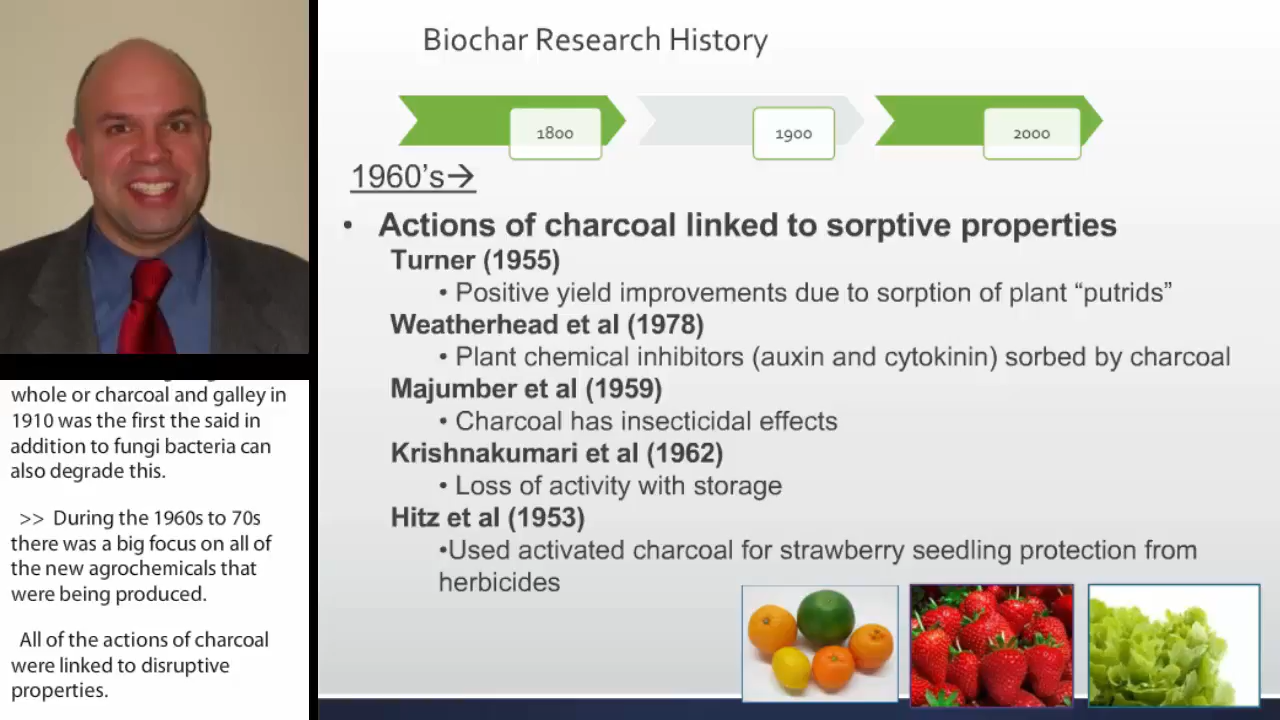 Biochar Research History
1800
1900
2000
1960's→
• Actions of charcoal linked to sorptive properties
Turner (1955)
• Positive yield improvements due to sorption of plant “putrids”
Weatherhead et al (1978)
• Plant chemical inhibitors (auxin and cytokinin) sorbed by charcoal
Majumber et al (1959)
• Charcoal has insecticidal effects
Krishnakumari et al (1962)
• Loss of activity with storage
Hitz et al (1953)
•Used activated charcoal for strawberry seedling protection from
herbicides
whole or charcoal and galley in
1910 was the first the said in
addition to fungi bacteria can
also degrade this.
>> During the 1960s to 70s
there was a big focus on all of
the new agrochemicals that
were being produced.
All of the actions of charcoal
were linked to disruptive
properties.